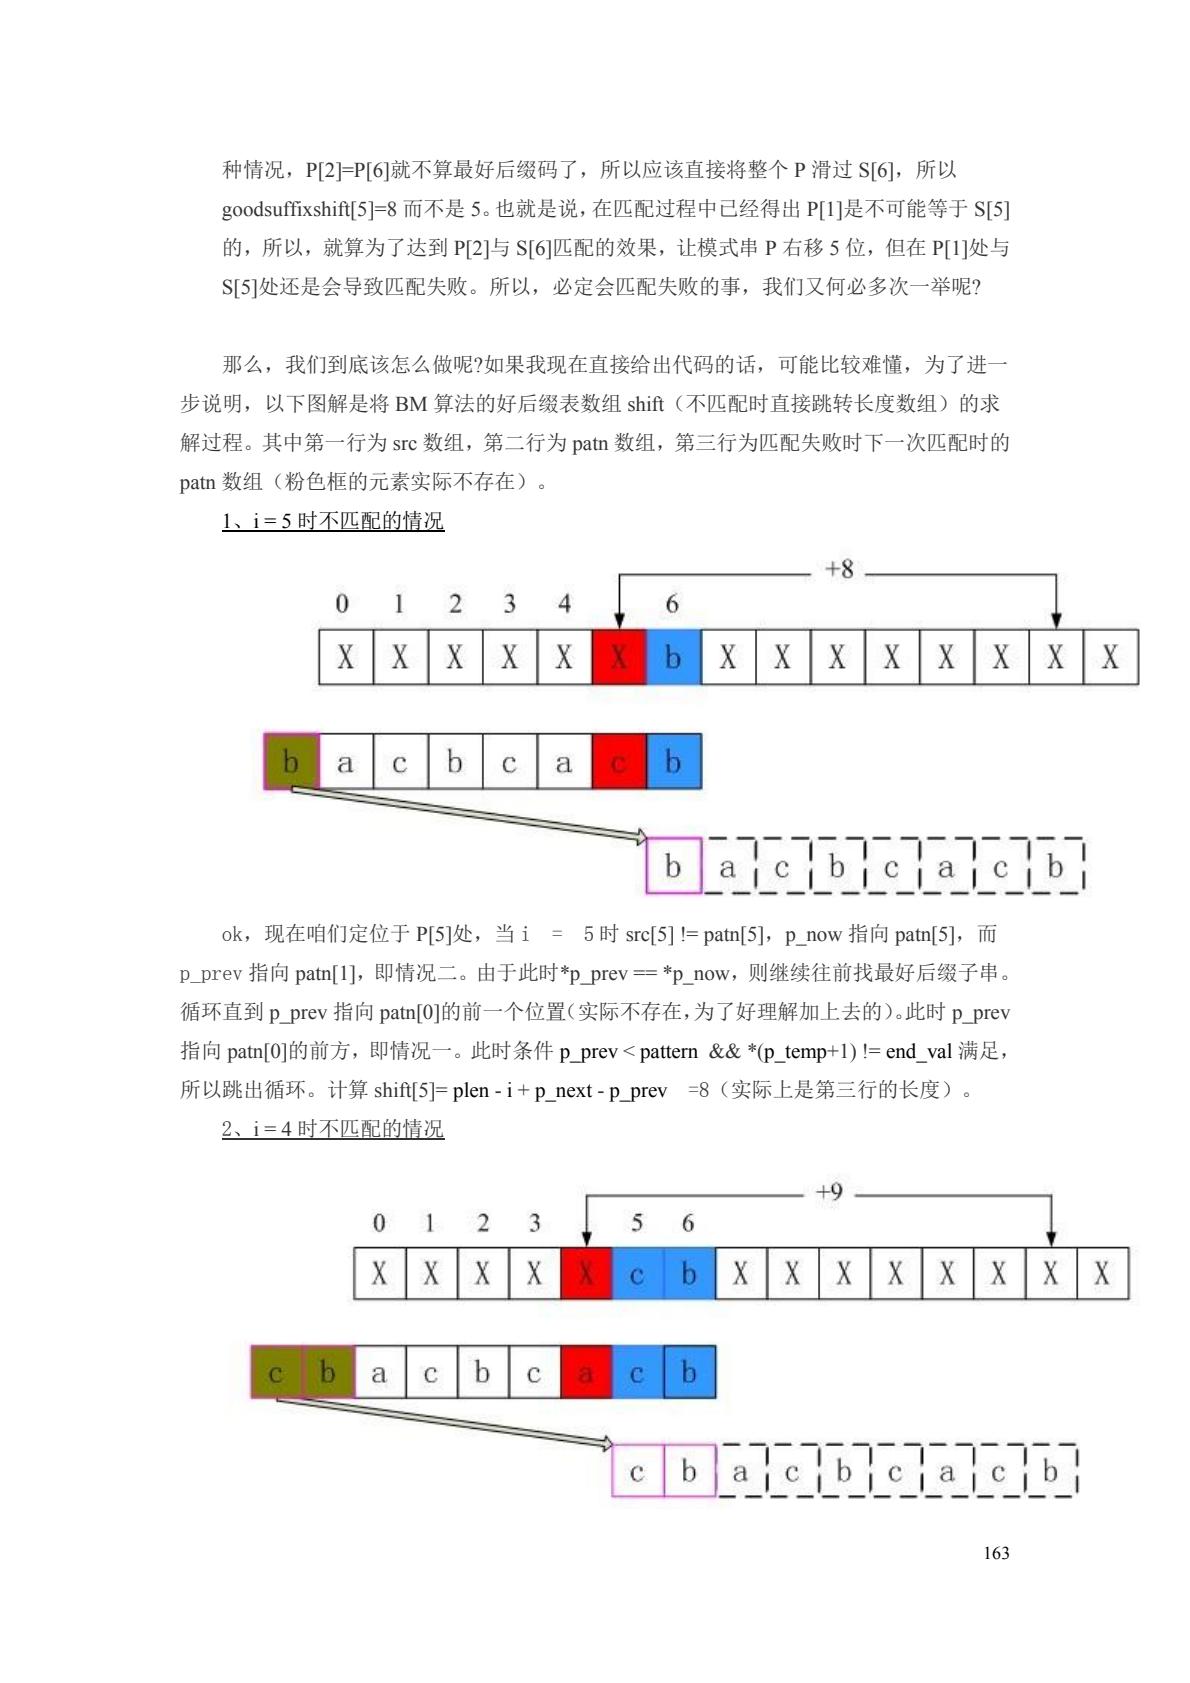 种情况，P[2]=P[6]就不算最好后缀码了，所以应该直接将整个 P 滑过 S[6]，所以
goodsuffixshift[5]=8 而不是 5。也就是说，在匹配过程中已经得出 P[1]是不可能等于 S[5]
的，所以，就算为了达到 P[2]与 S[6]匹配的效果，让模式串 P 右移 5 位，但在 P[1]处与
S[5]处还是会导致匹配失败。所以，必定会匹配失败的事，我们又何必多次一举呢?
那么，我们到底该怎么做呢?如果我现在直接给出代码的话，可能比较难懂，为了进一
步说明，以下图解是将 BM 算法的好后缀表数组 shift（不匹配时直接跳转长度数组）的求
解过程。其中第一行为 src 数组，第二行为 patn 数组，第三行为匹配失败时下一次匹配时的
patn 数组（粉色框的元素实际不存在）。
1、i = 5 时不匹配的情况
+8
0 1 2 3 4 6
X X X X X X b X X X X X X X X
b a c b c a c b
b a c b c a c b
ok，现在咱们定位于 P[5]处，当 i = 5 时 src[5] != patn[5]，p_now 指向 patn[5]，而
p_prev 指向 patn[1]，即情况二。由于此时*p_prev == *p_now，则继续往前找最好后缀子串。
循环直到 p_prev 指向 patn[0]的前一个位置（实际不存在，为了好理解加上去的）。此时 p_prev
指向 patn[0]的前方，即情况一。此时条件 p_prev < pattern && *(p_temp+1) != end_val 满足，
所以跳出循环。计算 shift[5]= plen - i + p_next - p_prev =8（实际上是第三行的长度）。
2、i = 4 时不匹配的情况
+9
0 1 2 3 5 6
X X X X X c b X X X X X X X X
c b a c b c a c b
c b a c b c a c b
163